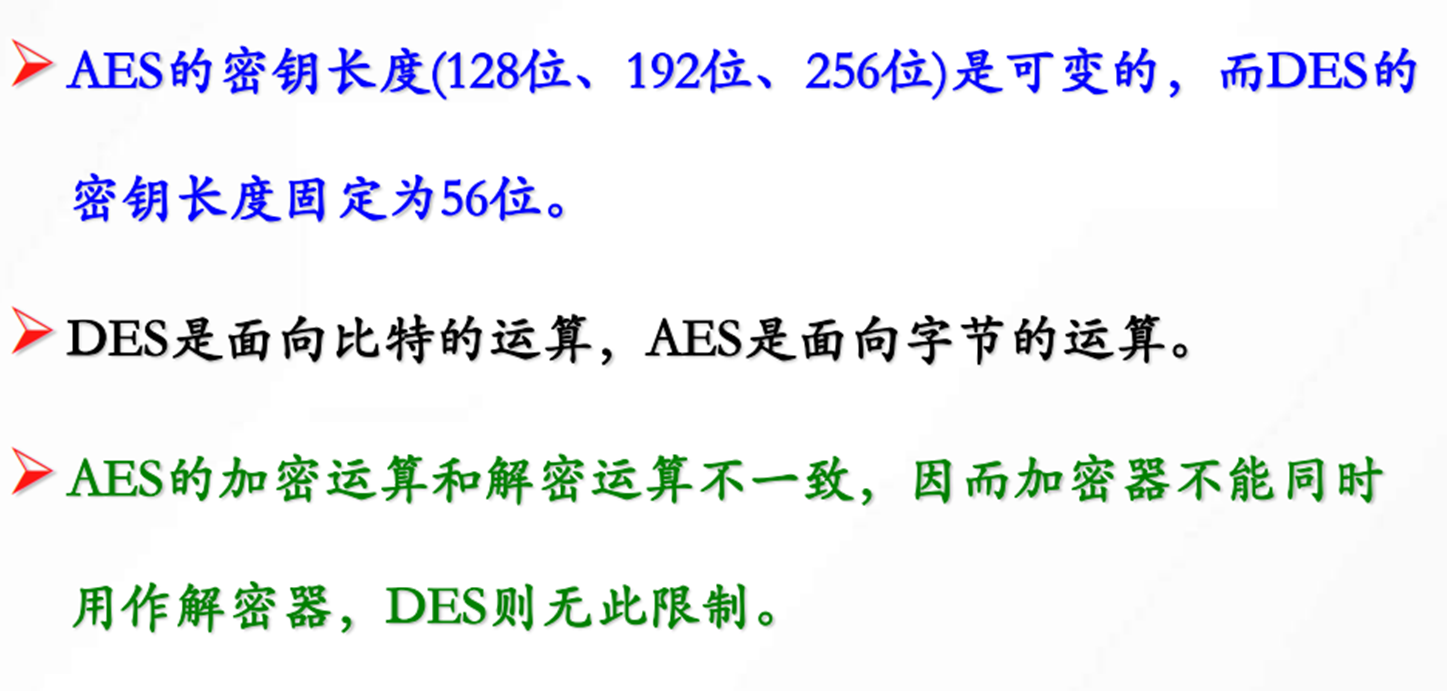 AES的密钥长度(128位、192位、256位)是可变的，而DES的
密钥长度固定为56位。
DES是面向比特的运算，AES是面向字节的运算。
AES的加密运算和解密运算不一致，因而加密器不能同时
用作解密器，DES则无此限制。